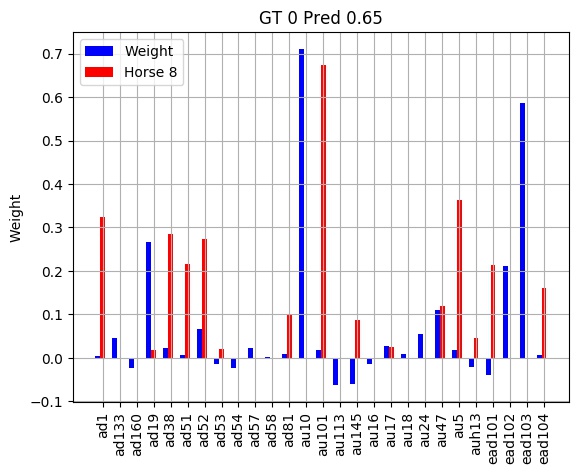 GT 0 Pred 0.65
Weight
Horse 8
Weight
0.7
0.6
0.5
0.4
0.3
0.2
0.1
0.0
−0.1
ad1
ad133
ad160
ad19
ad38
ad51
ad52
ad53
ad54
ad57
ad58
ad81
au10
au101
au113
au145
au16
au17
au18
au24
au47
au5
auh13
ead101
ead102
ead103
ead104